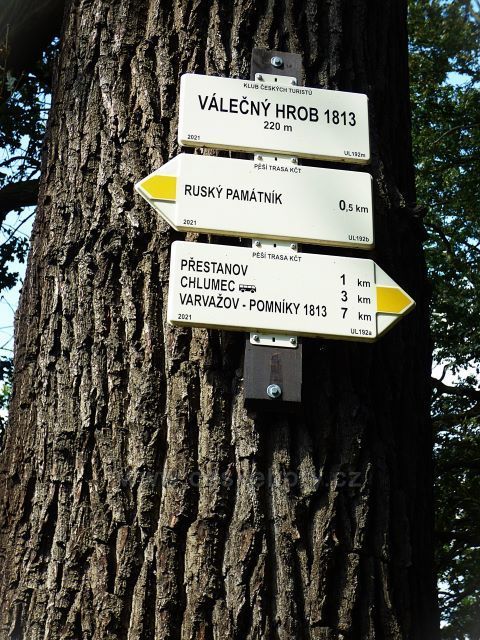 KLUB ČESKÝCH TURISTŮ
VÁLEČNÝ HROB 1813
220 m
2021 UL192m
PĚŠÍ TRASA KČT
RUSKÝ PAMÁTNÍK 0,5 km
2021 UL192b
PĚŠÍ TRASA KČT
PŘESTANOV 1 km
CHLUMEC 3 km
VARVAŽOV - POMNÍKY 1813 7 km
2021 UL192a